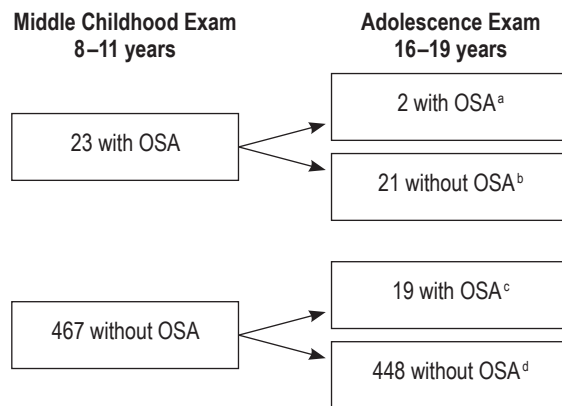 Middle Childhood Exam
8–11 years
Adolescence Exam
16–19 years
23 with OSA
2 with OSAᵃ
21 without OSAᵇ
467 without OSA
19 with OSAᶜ
448 without OSAᵈ